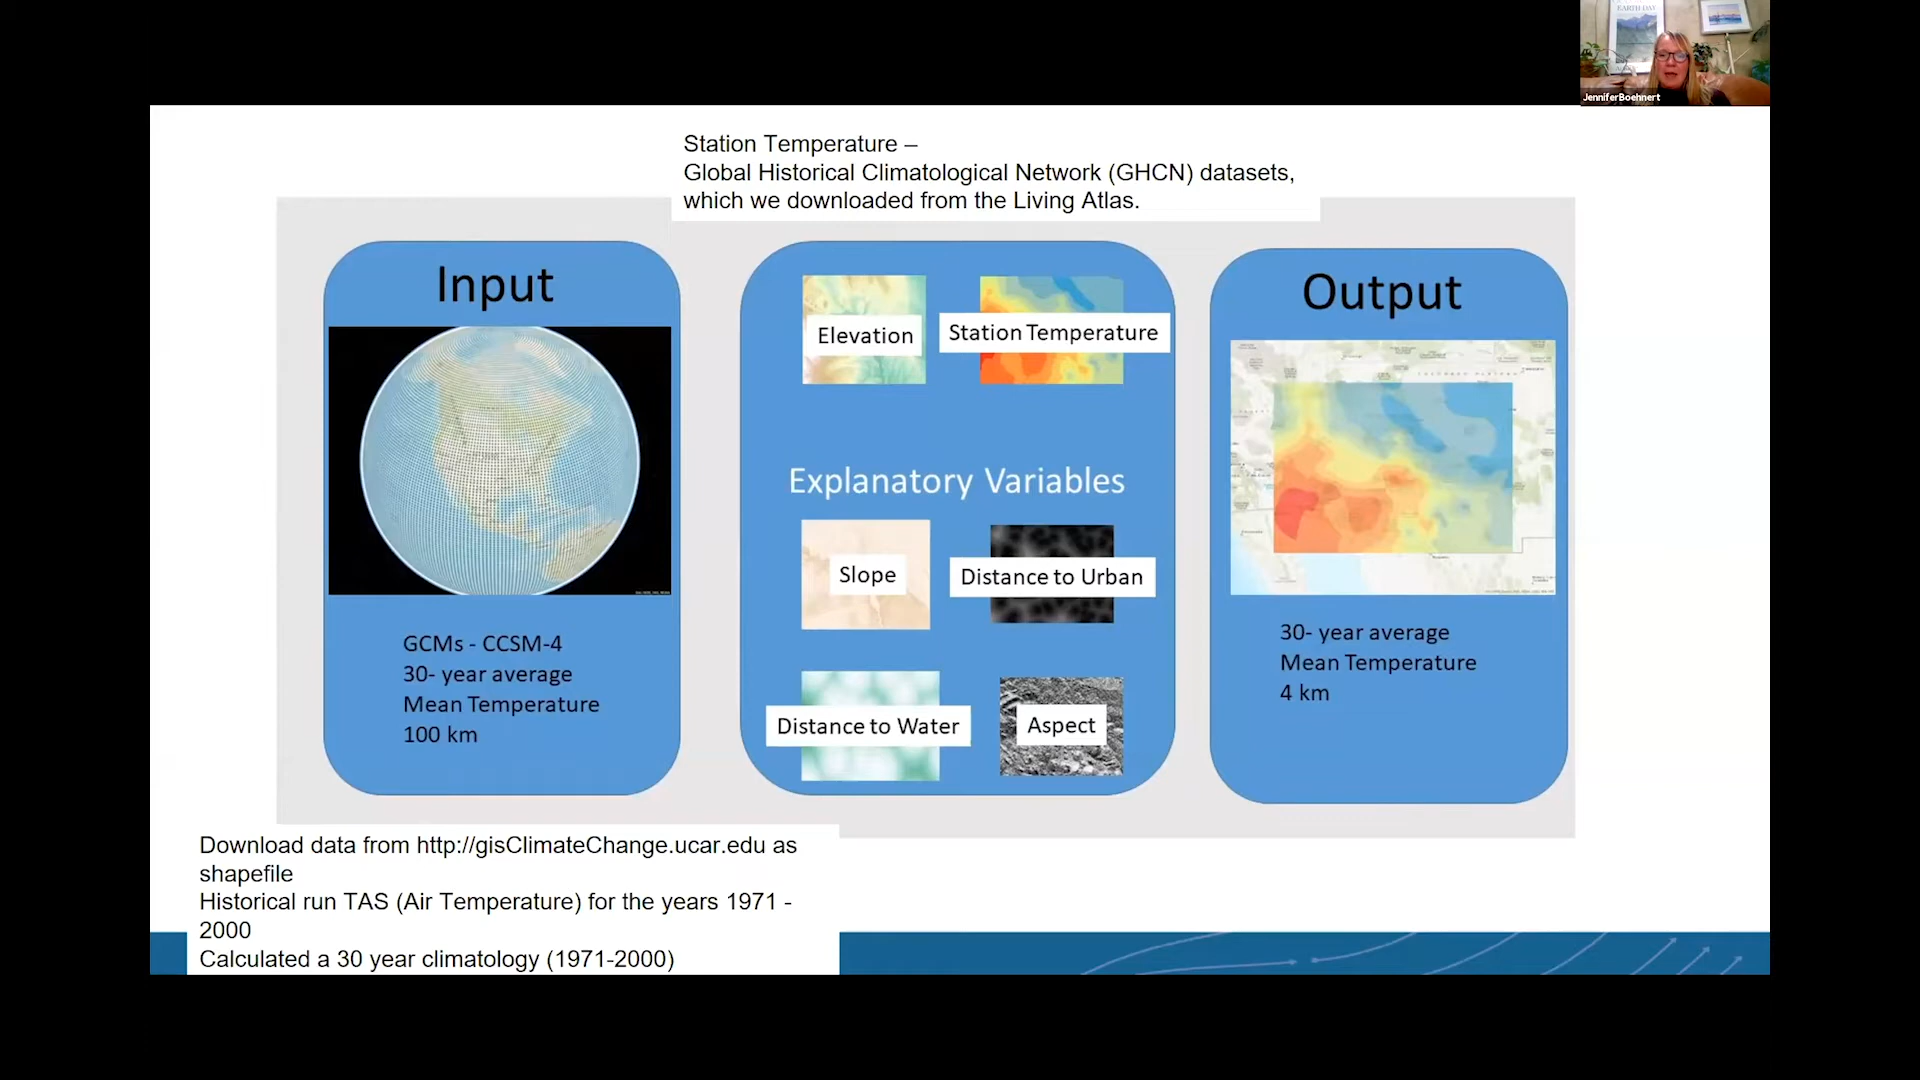 EARTH DAY
JenniferBoehnert
Station Temperature –
Global Historical Climatological Network (GHCN) datasets,
which we downloaded from the Living Atlas.
Input
GCMs - CCSM-4
30- year average
Mean Temperature
100 km
Elevation
Station Temperature
Explanatory Variables
Slope
Distance to Urban
Distance to Water
Aspect
Output
30- year average
Mean Temperature
4 km
Download data from http://gisClimateChange.ucar.edu as
shapefile
Historical run TAS (Air Temperature) for the years 1971 -
2000
Calculated a 30 year climatology (1971-2000)